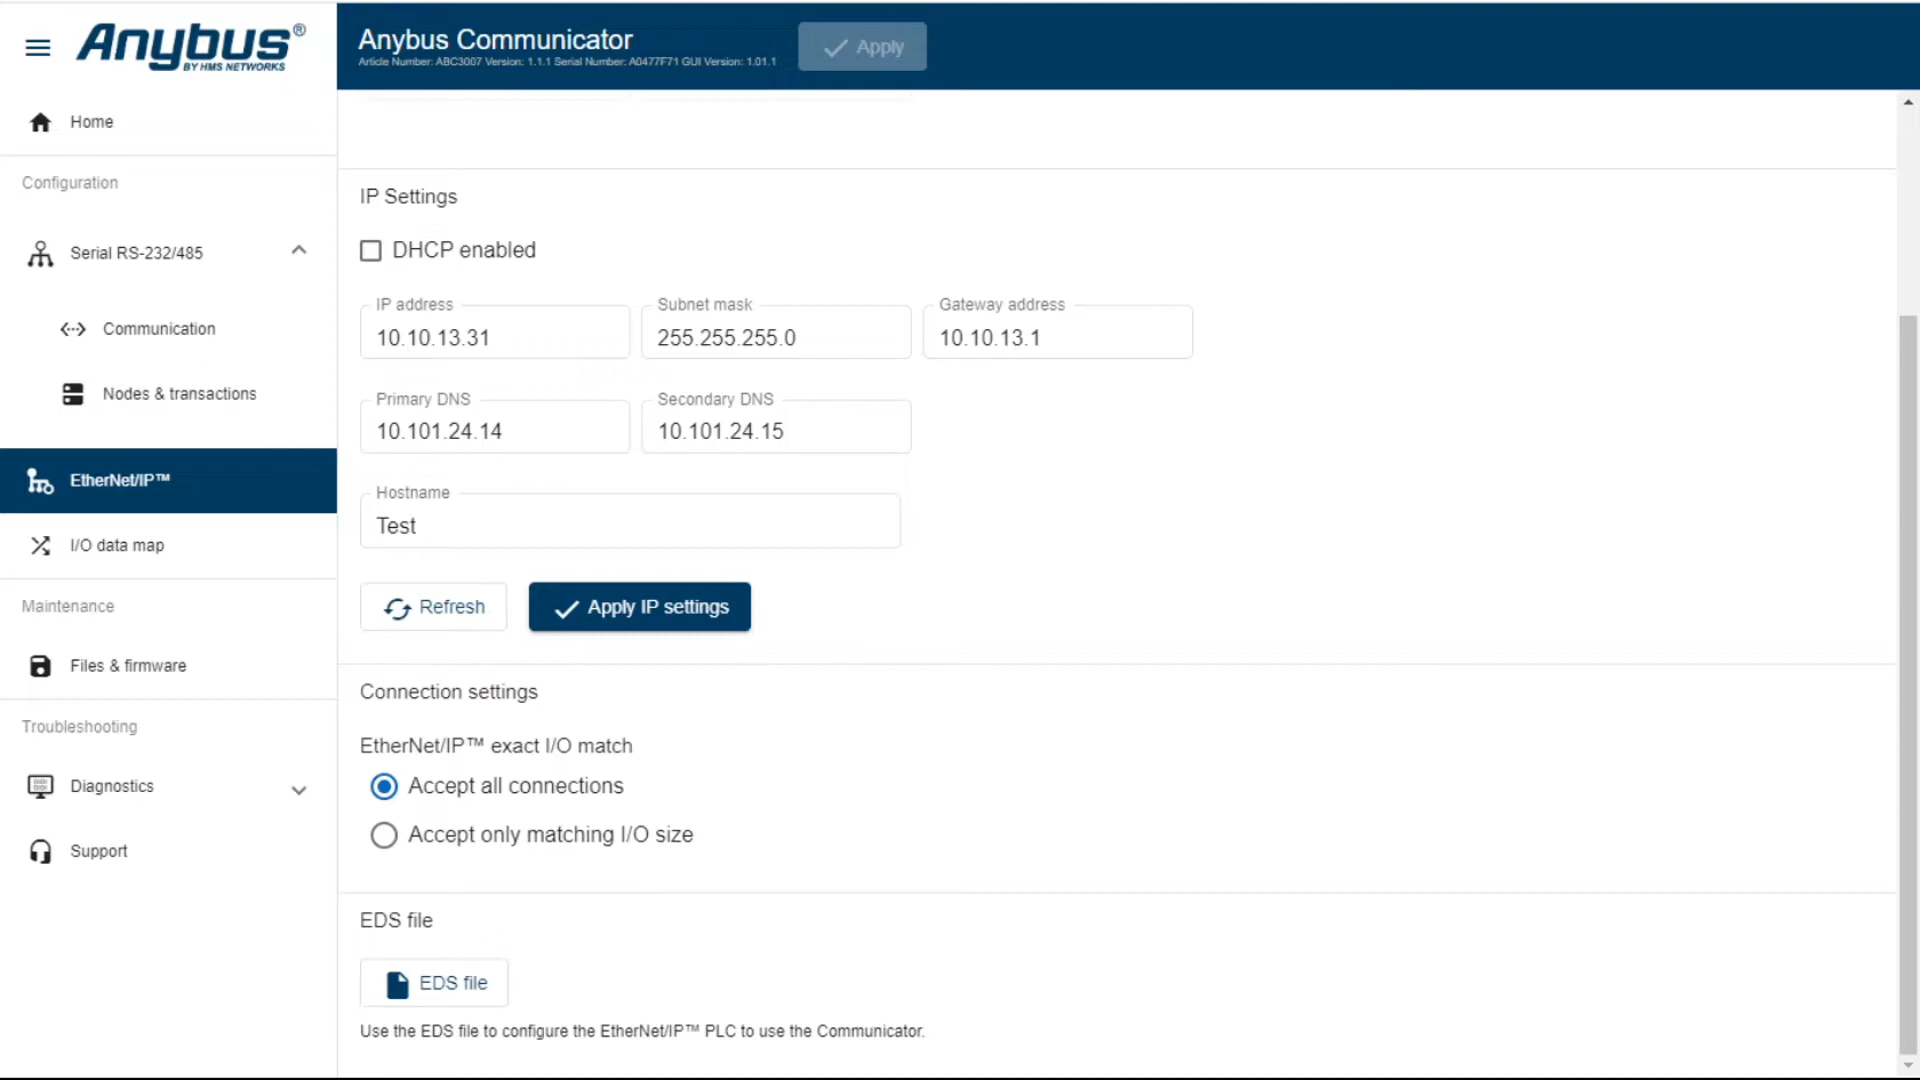 Anybus®
BY HMS NETWORKS
Anybus Communicator
Article Number: ABC3007 Version: 1.1.1 Serial Number: A0477F71 GUI Version: 1.01.1
Apply
Home
Configuration
Serial RS-232/485
Communication
Nodes & transactions
EtherNet/IP™
I/O data map
Maintenance
Files & firmware
Troubleshooting
Diagnostics
Support
IP Settings
DHCP enabled
IP address
10.10.13.31
Subnet mask
255.255.255.0
Gateway address
10.10.13.1
Primary DNS
10.101.24.14
Secondary DNS
10.101.24.15
Hostname
Test
Refresh
Apply IP settings
Connection settings
EtherNet/IP™ exact I/O match
Accept all connections
Accept only matching I/O size
EDS file
EDS file
Use the EDS file to configure the EtherNet/IP™ PLC to use the Communicator.